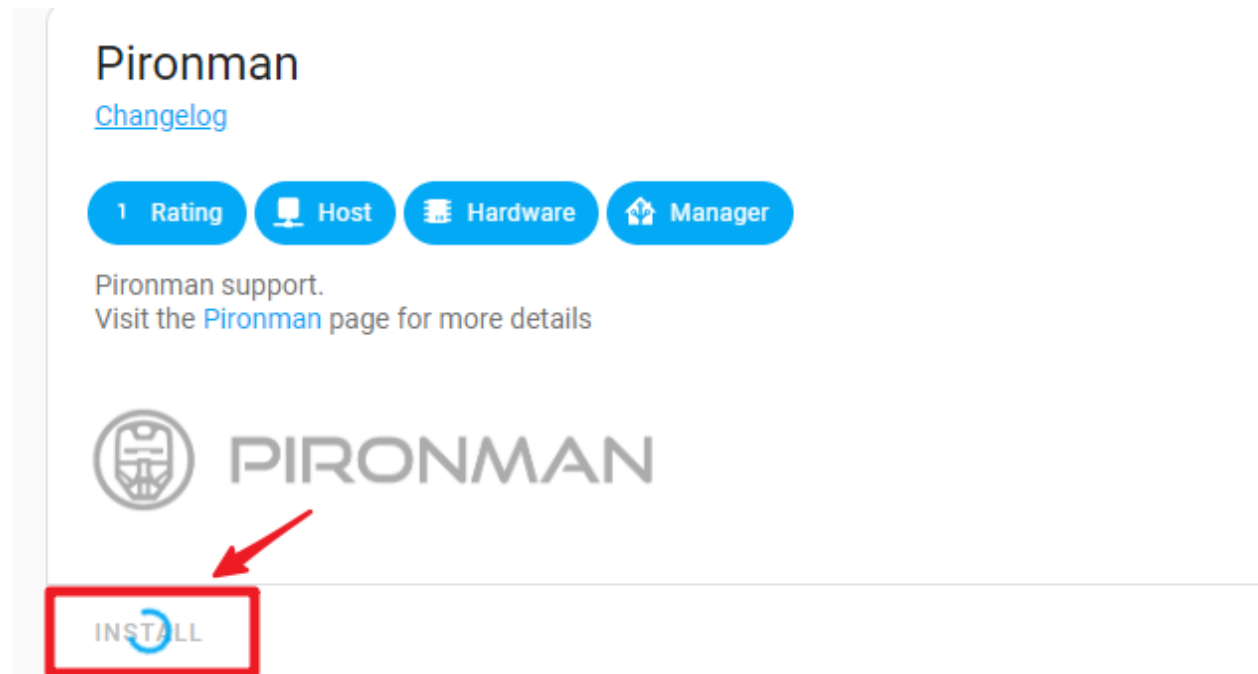 Pironman
Changelog
1 Rating Host Hardware Manager
Pironman support.
Visit the Pironman page for more details
PIRONMAN
INSTALL